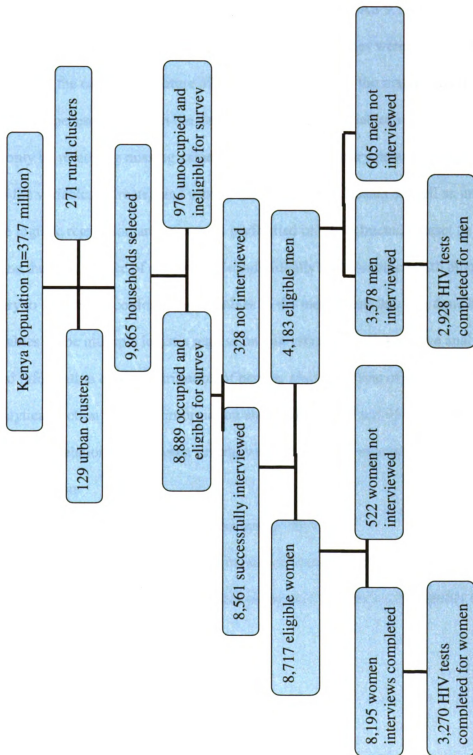 Kenya Population (n=37.7 million)
129 urban clusters
271 rural clusters
9,865 households selected
8,889 occupied and
eligible for survev
976 unoccupied and
ineligible for survev
8,561 successfully interviewed
328 not interviewed
8,717 eligible women
4,183 eligible men
8,195 women
interviews completed
522 women not
interviewed
3,578 men
interviewed
605 men not
interviewed
3,270 HIV tests
completed for women
2,928 HIV tests
completed for men